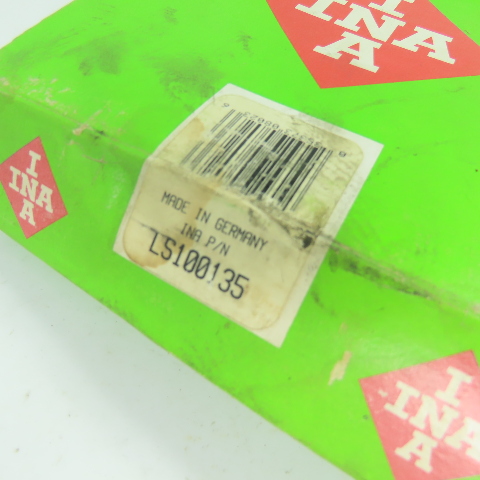 I
INA
A
I
INA
A
MADE IN GERMANY
INA P/N
LS100135
I
INA
A